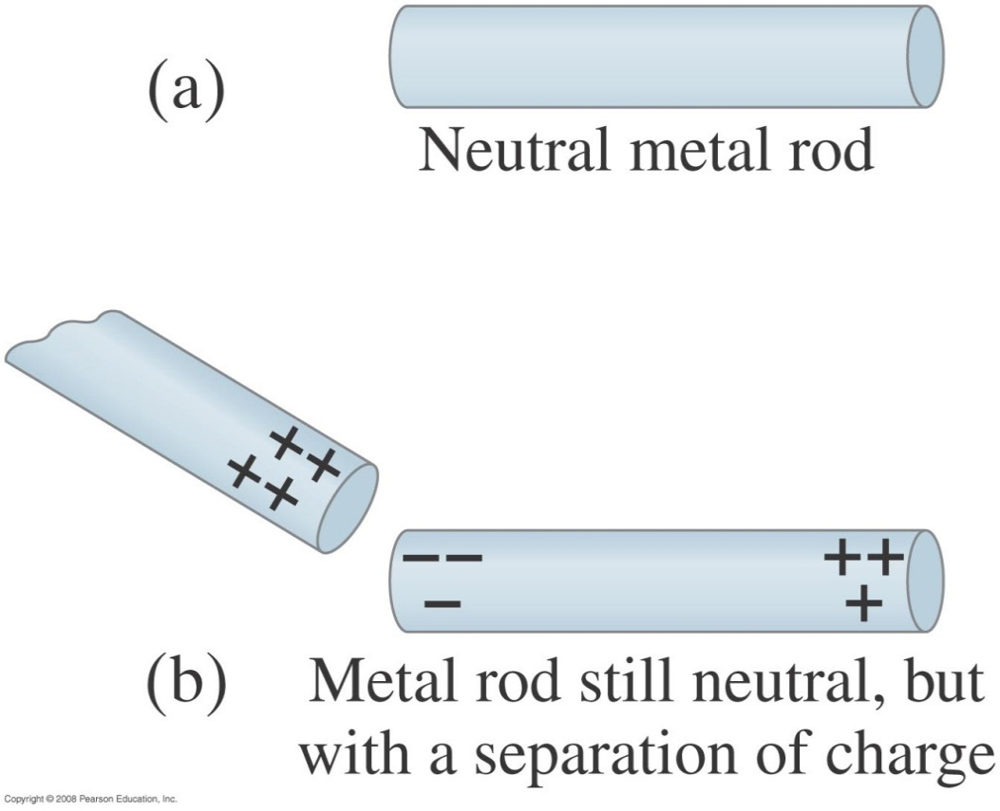 (a)
Neutral metal rod
++
++
−−
−
++
+
(b)
Metal rod still neutral, but
with a separation of charge
Copyright © 2008 Pearson Education, Inc.